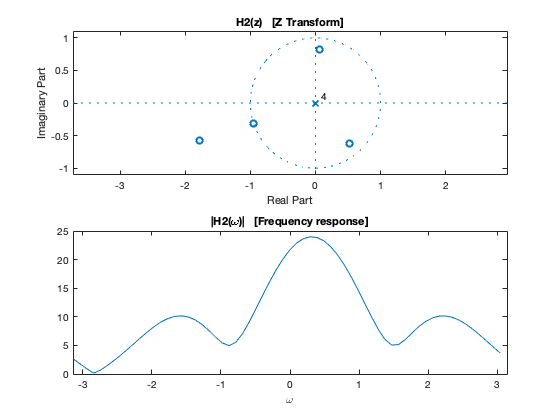 H2(z) [Z Transform]
1
0.5
0
-0.5
-1
Imaginary Part
4
-3 -2 -1 0 1 2
Real Part
|H2(ω)| [Frequency response]
25
20
15
10
5
0
-3 -2 -1 0 1 2 3
ω